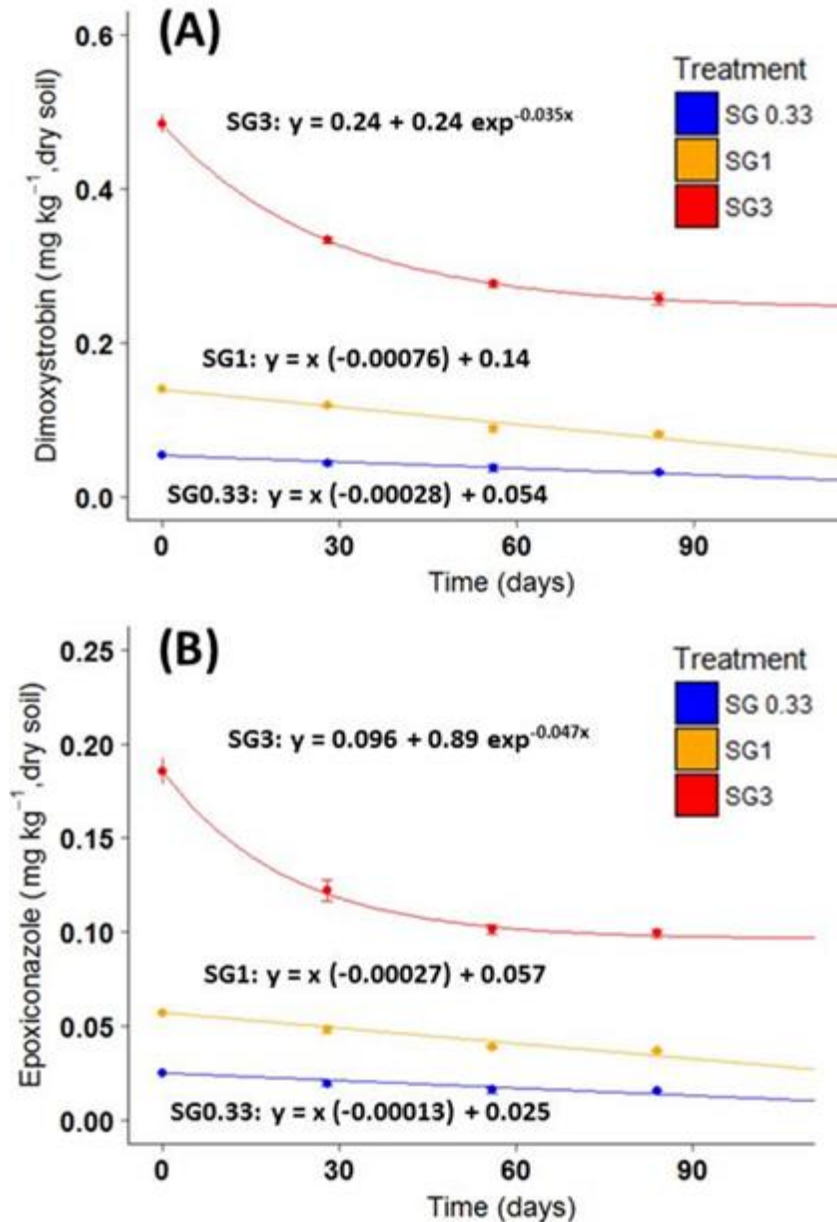 (A)
Treatment
SG 0.33
SG1
SG3
SG3: y = 0.24 + 0.24 exp⁻⁰·⁰³⁵ˣ
SG1: y = x (-0.00076) + 0.14
SG0.33: y = x (-0.00028) + 0.054
Dimoxystrobin (mg kg⁻¹,dry soil)
0.6
0.4
0.2
0.0
0 30 60 90
Time (days)
(B)
Treatment
SG 0.33
SG1
SG3
SG3: y = 0.096 + 0.89 exp⁻⁰·⁰⁴⁷ˣ
SG1: y = x (-0.00027) + 0.057
SG0.33: y = x (-0.00013) + 0.025
Epoxiconazole (mg kg⁻¹,dry soil)
0.25
0.20
0.15
0.10
0.05
0.00
0 30 60 90
Time (days)